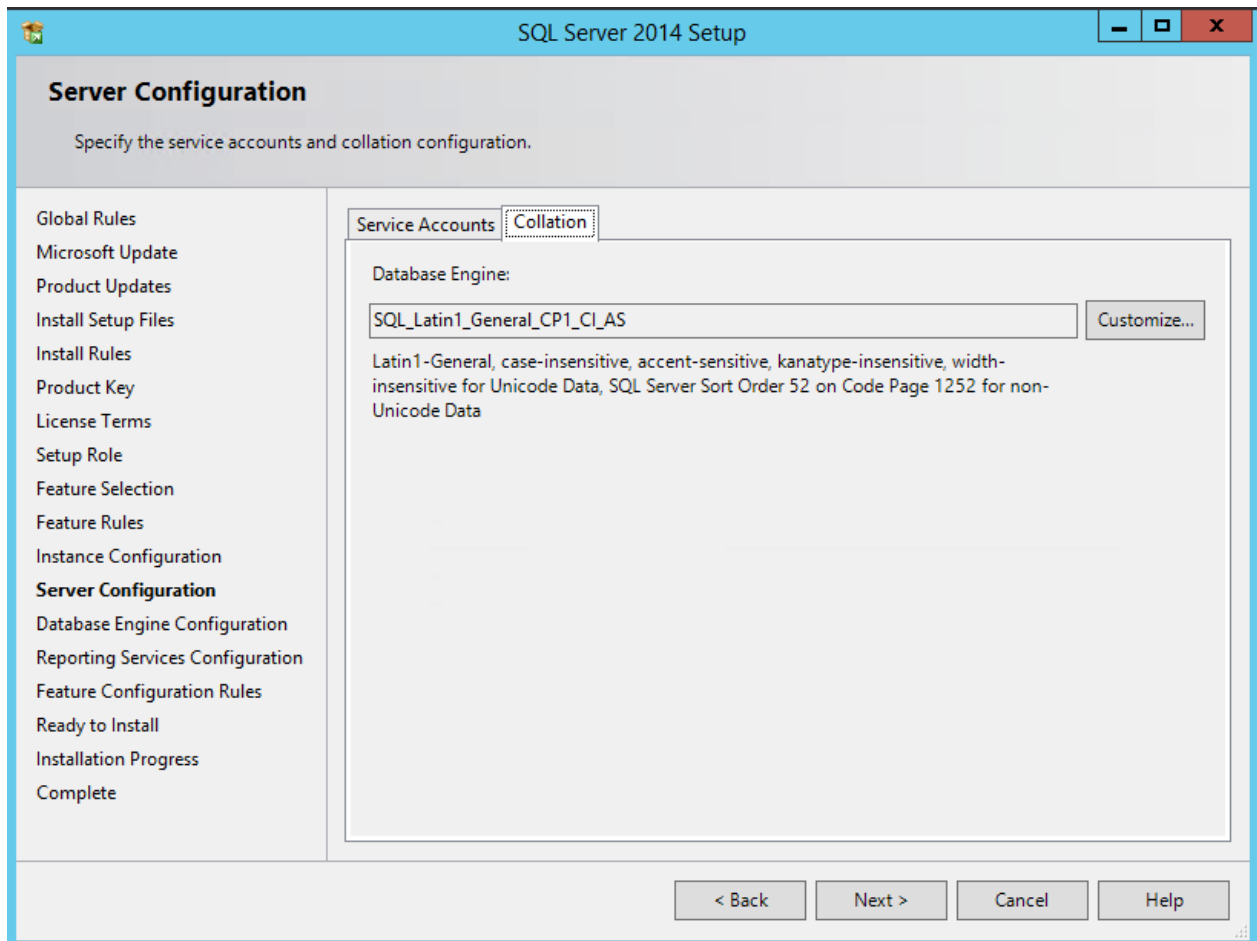 SQL Server 2014 Setup
Server Configuration
Specify the service accounts and collation configuration.
Global Rules
Microsoft Update
Product Updates
Install Setup Files
Install Rules
Product Key
License Terms
Setup Role
Feature Selection
Feature Rules
Instance Configuration
Server Configuration
Database Engine Configuration
Reporting Services Configuration
Feature Configuration Rules
Ready to Install
Installation Progress
Complete
Service Accounts
Collation
Database Engine:
SQL_Latin1_General_CP1_CI_AS
Customize...
Latin1-General, case-insensitive, accent-sensitive, kanatype-insensitive, width-
insensitive for Unicode Data, SQL Server Sort Order 52 on Code Page 1252 for non-
Unicode Data
< Back
Next >
Cancel
Help